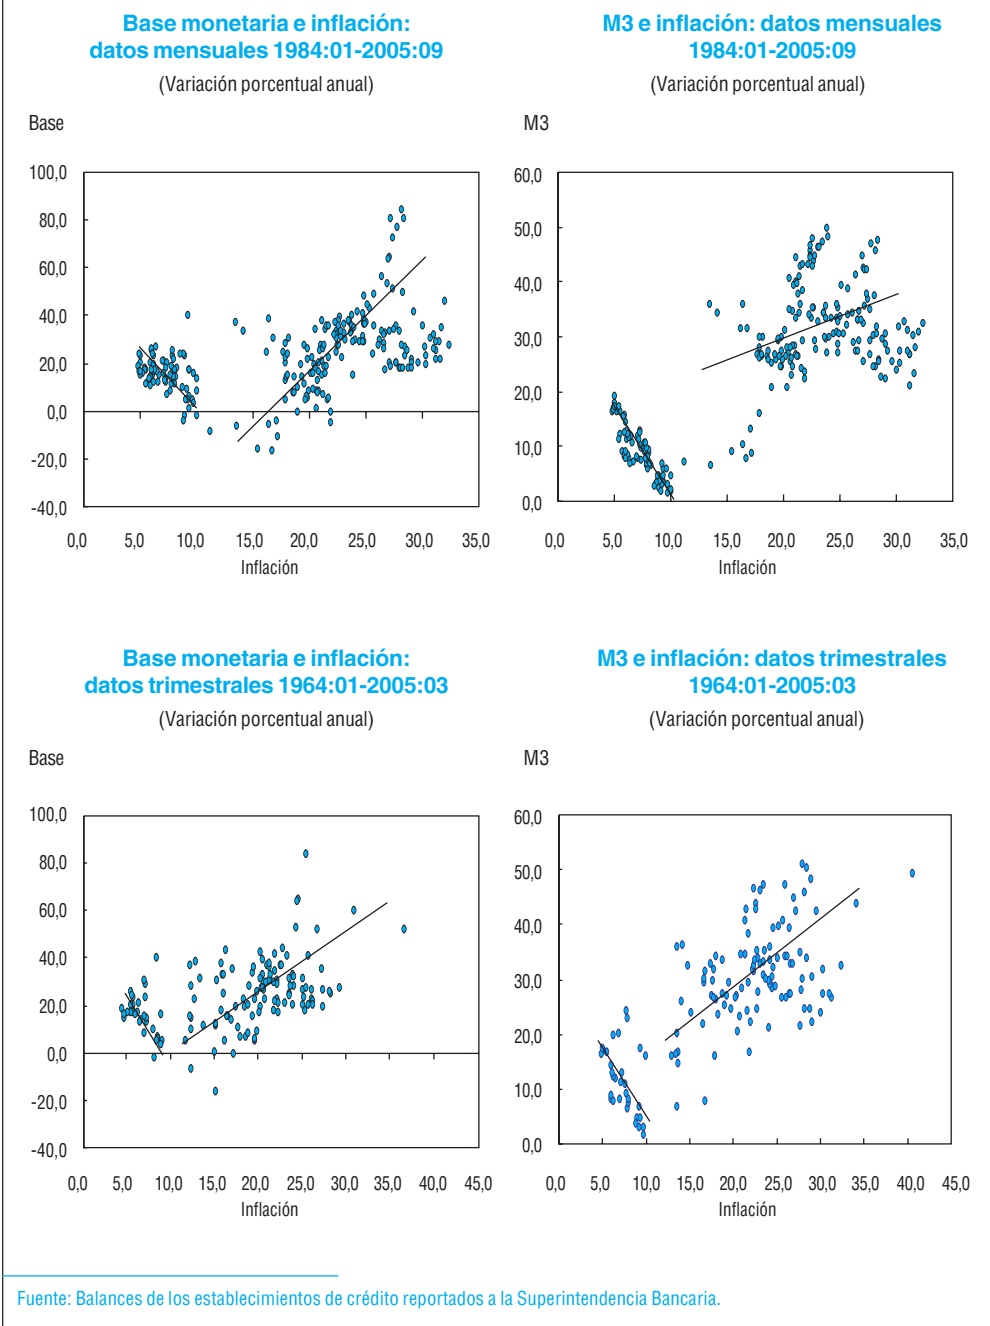 Base monetaria e inflación:
datos mensuales 1984:01-2005:09
(Variación porcentual anual)
Base
100,0
80,0
60,0
40,0
20,0
0,0
-20,0
-40,0
0,0 5,0 10,0 15,0 20,0 25,0 30,0 35,0
Inflación
M3 e inflación: datos mensuales
1984:01-2005:09
(Variación porcentual anual)
M3
60,0
50,0
40,0
30,0
20,0
10,0
0,0
0,0 5,0 10,0 15,0 20,0 25,0 30,0 35,0
Inflación
Base monetaria e inflación:
datos trimestrales 1964:01-2005:03
(Variación porcentual anual)
Base
100,0
80,0
60,0
40,0
20,0
0,0
-20,0
-40,0
0,0 5,0 10,0 15,0 20,0 25,0 30,0 35,0 40,0 45,0
Inflación
M3 e inflación: datos trimestrales
1964:01-2005:03
(Variación porcentual anual)
M3
60,0
50,0
40,0
30,0
20,0
10,0
0,0
0,0 5,0 10,0 15,0 20,0 25,0 30,0 35,0 40,0 45,0
Inflación
Fuente: Balances de los establecimientos de crédito reportados a la Superintendencia Bancaria.